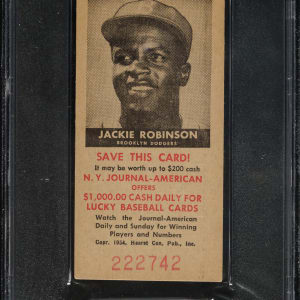 JACKIE ROBINSON
BROOKLYN DODGERS
SAVE THIS CARD!
It may be worth up to $200 cash
N.Y. JOURNAL-AMERICAN
OFFERS
$1,000.00 CASH DAILY FOR
LUCKY BASEBALL CARDS
Watch the Journal-American
Daily and Sunday for Winning
Players and Numbers
Copr. 1954, Hearst Con. Pub., Inc.
222742